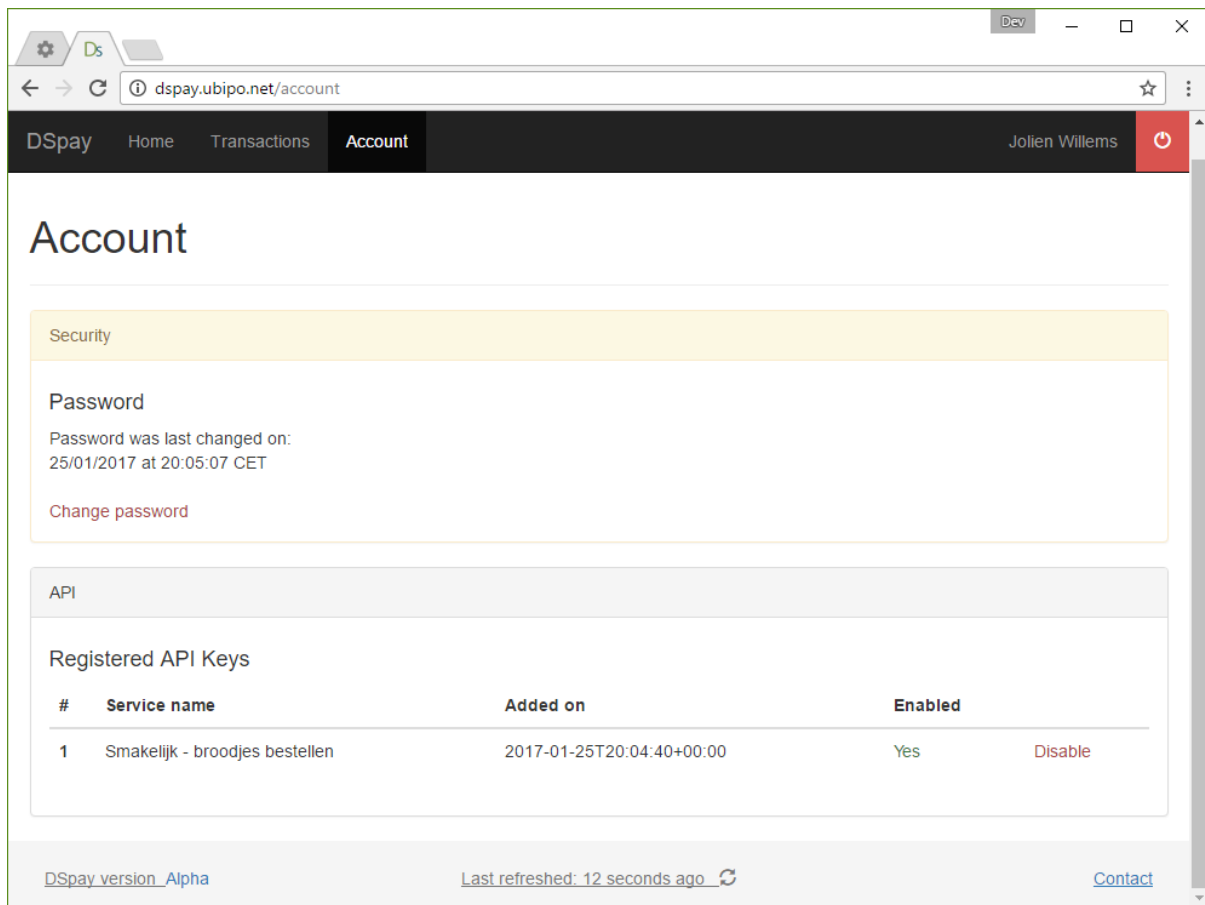 Dev
Ds
dspay.ubipo.net/account
DSpay Home Transactions Account Jolien Willems
Account
Security
Password
Password was last changed on:
25/01/2017 at 20:05:07 CET
Change password
API
Registered API Keys
# Service name Added on Enabled
1 Smakelijk - broodjes bestellen 2017-01-25T20:04:40+00:00 Yes Disable
DSpay version Alpha Last refreshed: 12 seconds ago Contact